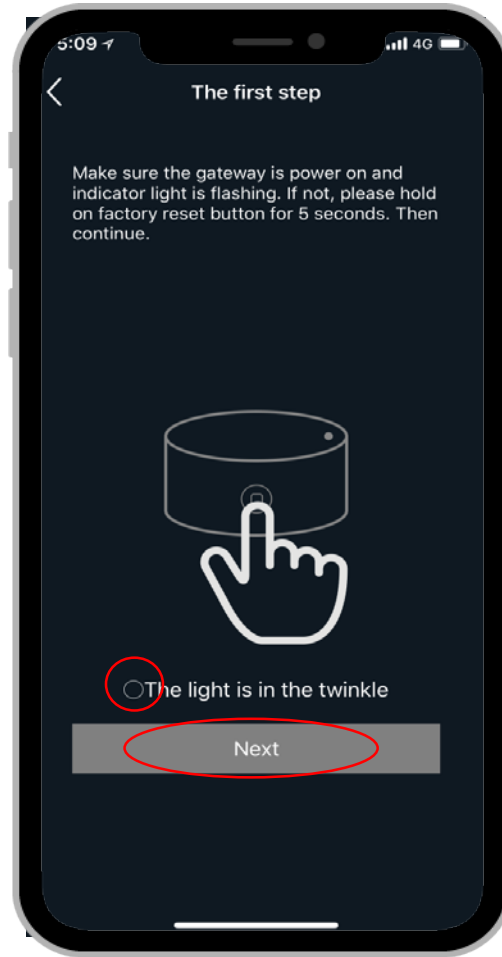 5:09
4G
The first step
Make sure the gateway is power on and
indicator light is flashing. If not, please hold
on factory reset button for 5 seconds. Then
continue.
The light is in the twinkle
Next